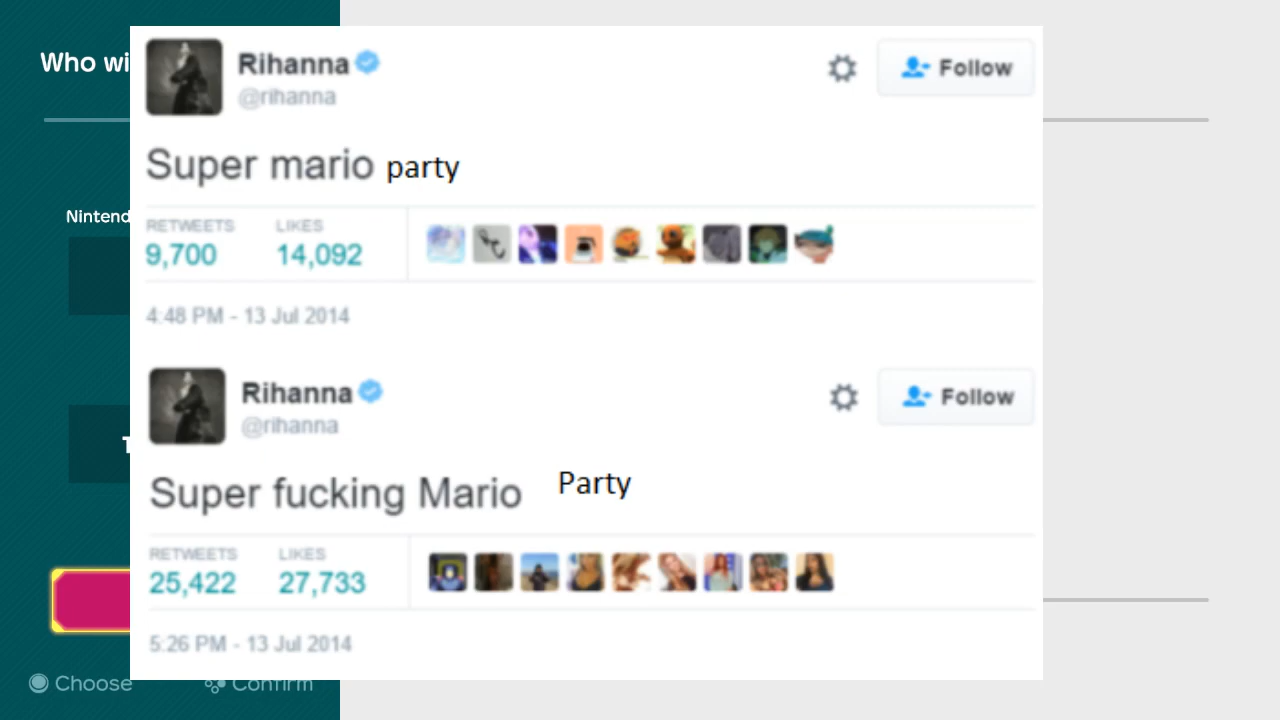 Who wi
Rihanna
@rihanna
Follow
Super mario party
Nintend
RETWEETS LIKES
9,700 14,092
4:48 PM - 13 Jul 2014
Rihanna
@rihanna
Follow
T
Super fucking Mario Party
RETWEETS LIKES
25,422 27,733
5:26 PM - 13 Jul 2014
Choose Confirm